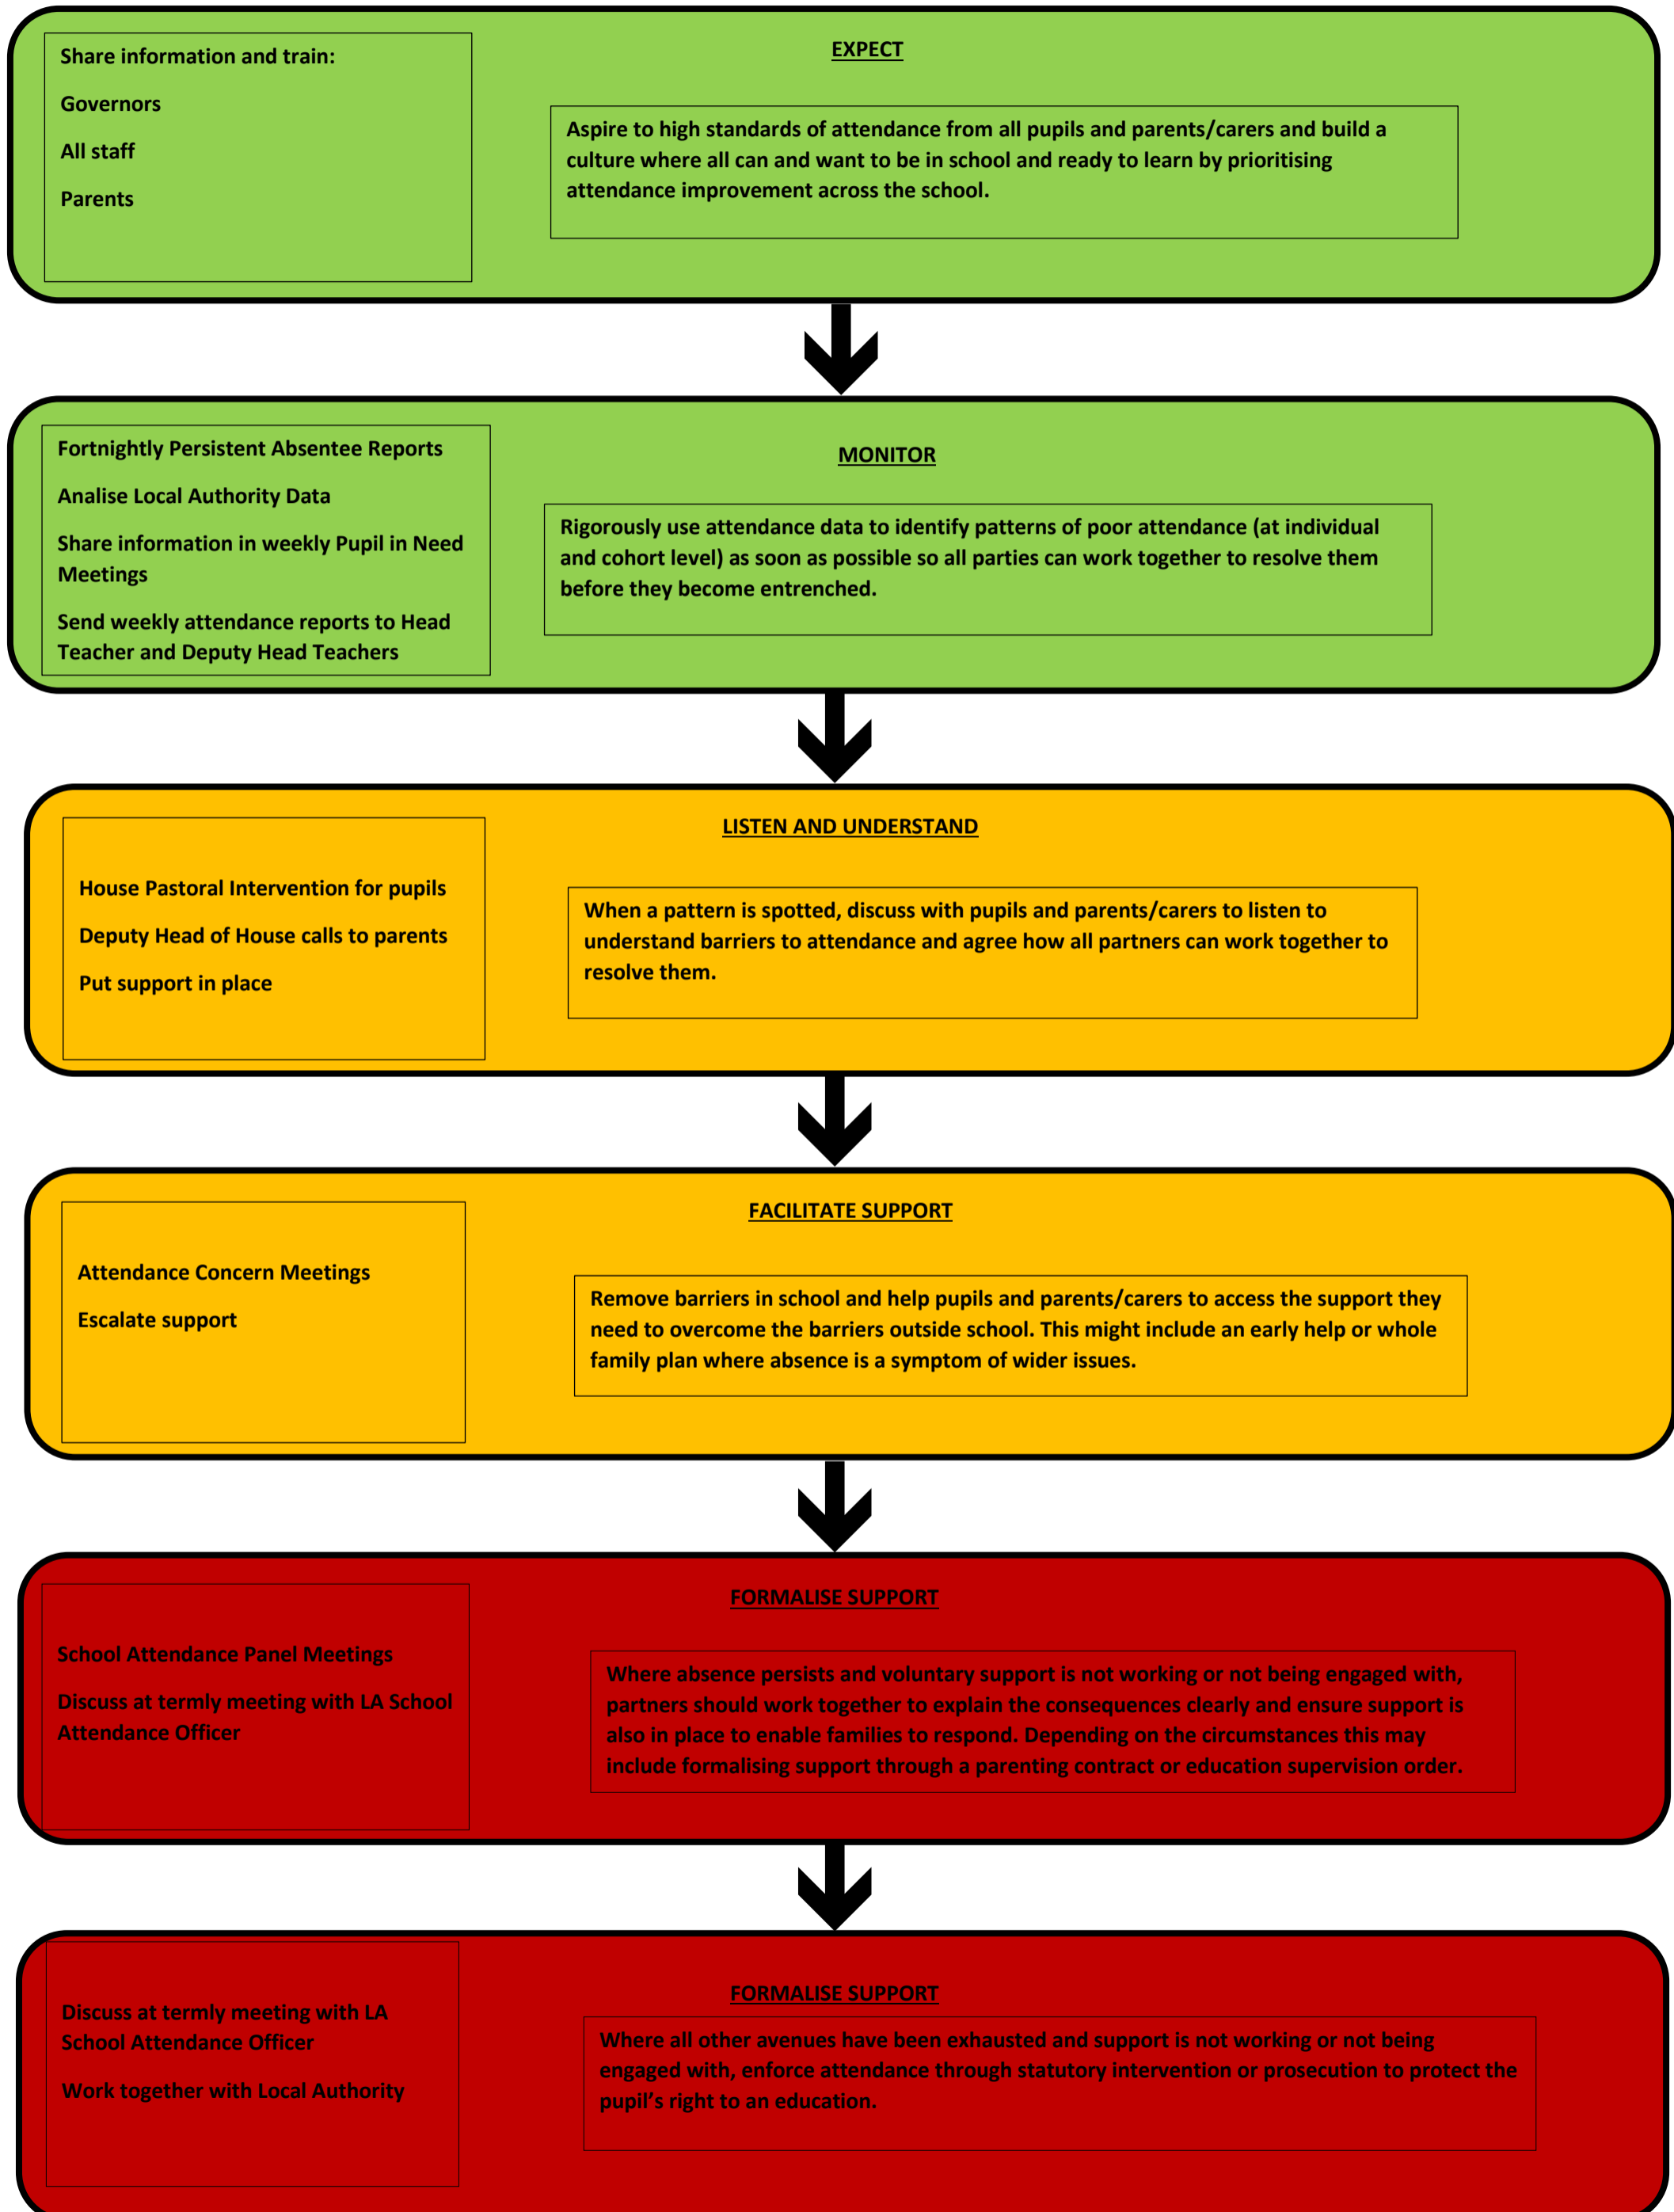 Share information and train:
Governors
All staff
Parents
EXPECT
Aspire to high standards of attendance from all pupils and parents/carers and build a
culture where all can and want to be in school and ready to learn by prioritising
attendance improvement across the school.
Fortnightly Persistent Absentee Reports
Analise Local Authority Data
Share information in weekly Pupil in Need
Meetings
Send weekly attendance reports to Head
Teacher and Deputy Head Teachers
MONITOR
Rigorously use attendance data to identify patterns of poor attendance (at individual
and cohort level) as soon as possible so all parties can work together to resolve them
before they become entrenched.
House Pastoral Intervention for pupils
Deputy Head of House calls to parents
Put support in place
LISTEN AND UNDERSTAND
When a pattern is spotted, discuss with pupils and parents/carers to listen to
understand barriers to attendance and agree how all partners can work together to
resolve them.
Attendance Concern Meetings
Escalate support
FACILITATE SUPPORT
Remove barriers in school and help pupils and parents/carers to access the support they
need to overcome the barriers outside school. This might include an early help or whole
family plan where absence is a symptom of wider issues.
School Attendance Panel Meetings
Discuss at termly meeting with LA School
Attendance Officer
FORMALISE SUPPORT
Where absence persists and voluntary support is not working or not being engaged with,
partners should work together to explain the consequences clearly and ensure support is
also in place to enable families to respond. Depending on the circumstances this may
include formalising support through a parenting contract or education supervision order.
Discuss at termly meeting with LA
School Attendance Officer
Work together with Local Authority
FORMALISE SUPPORT
Where all other avenues have been exhausted and support is not working or not being
engaged with, enforce attendance through statutory intervention or prosecution to protect the
pupil’s right to an education.